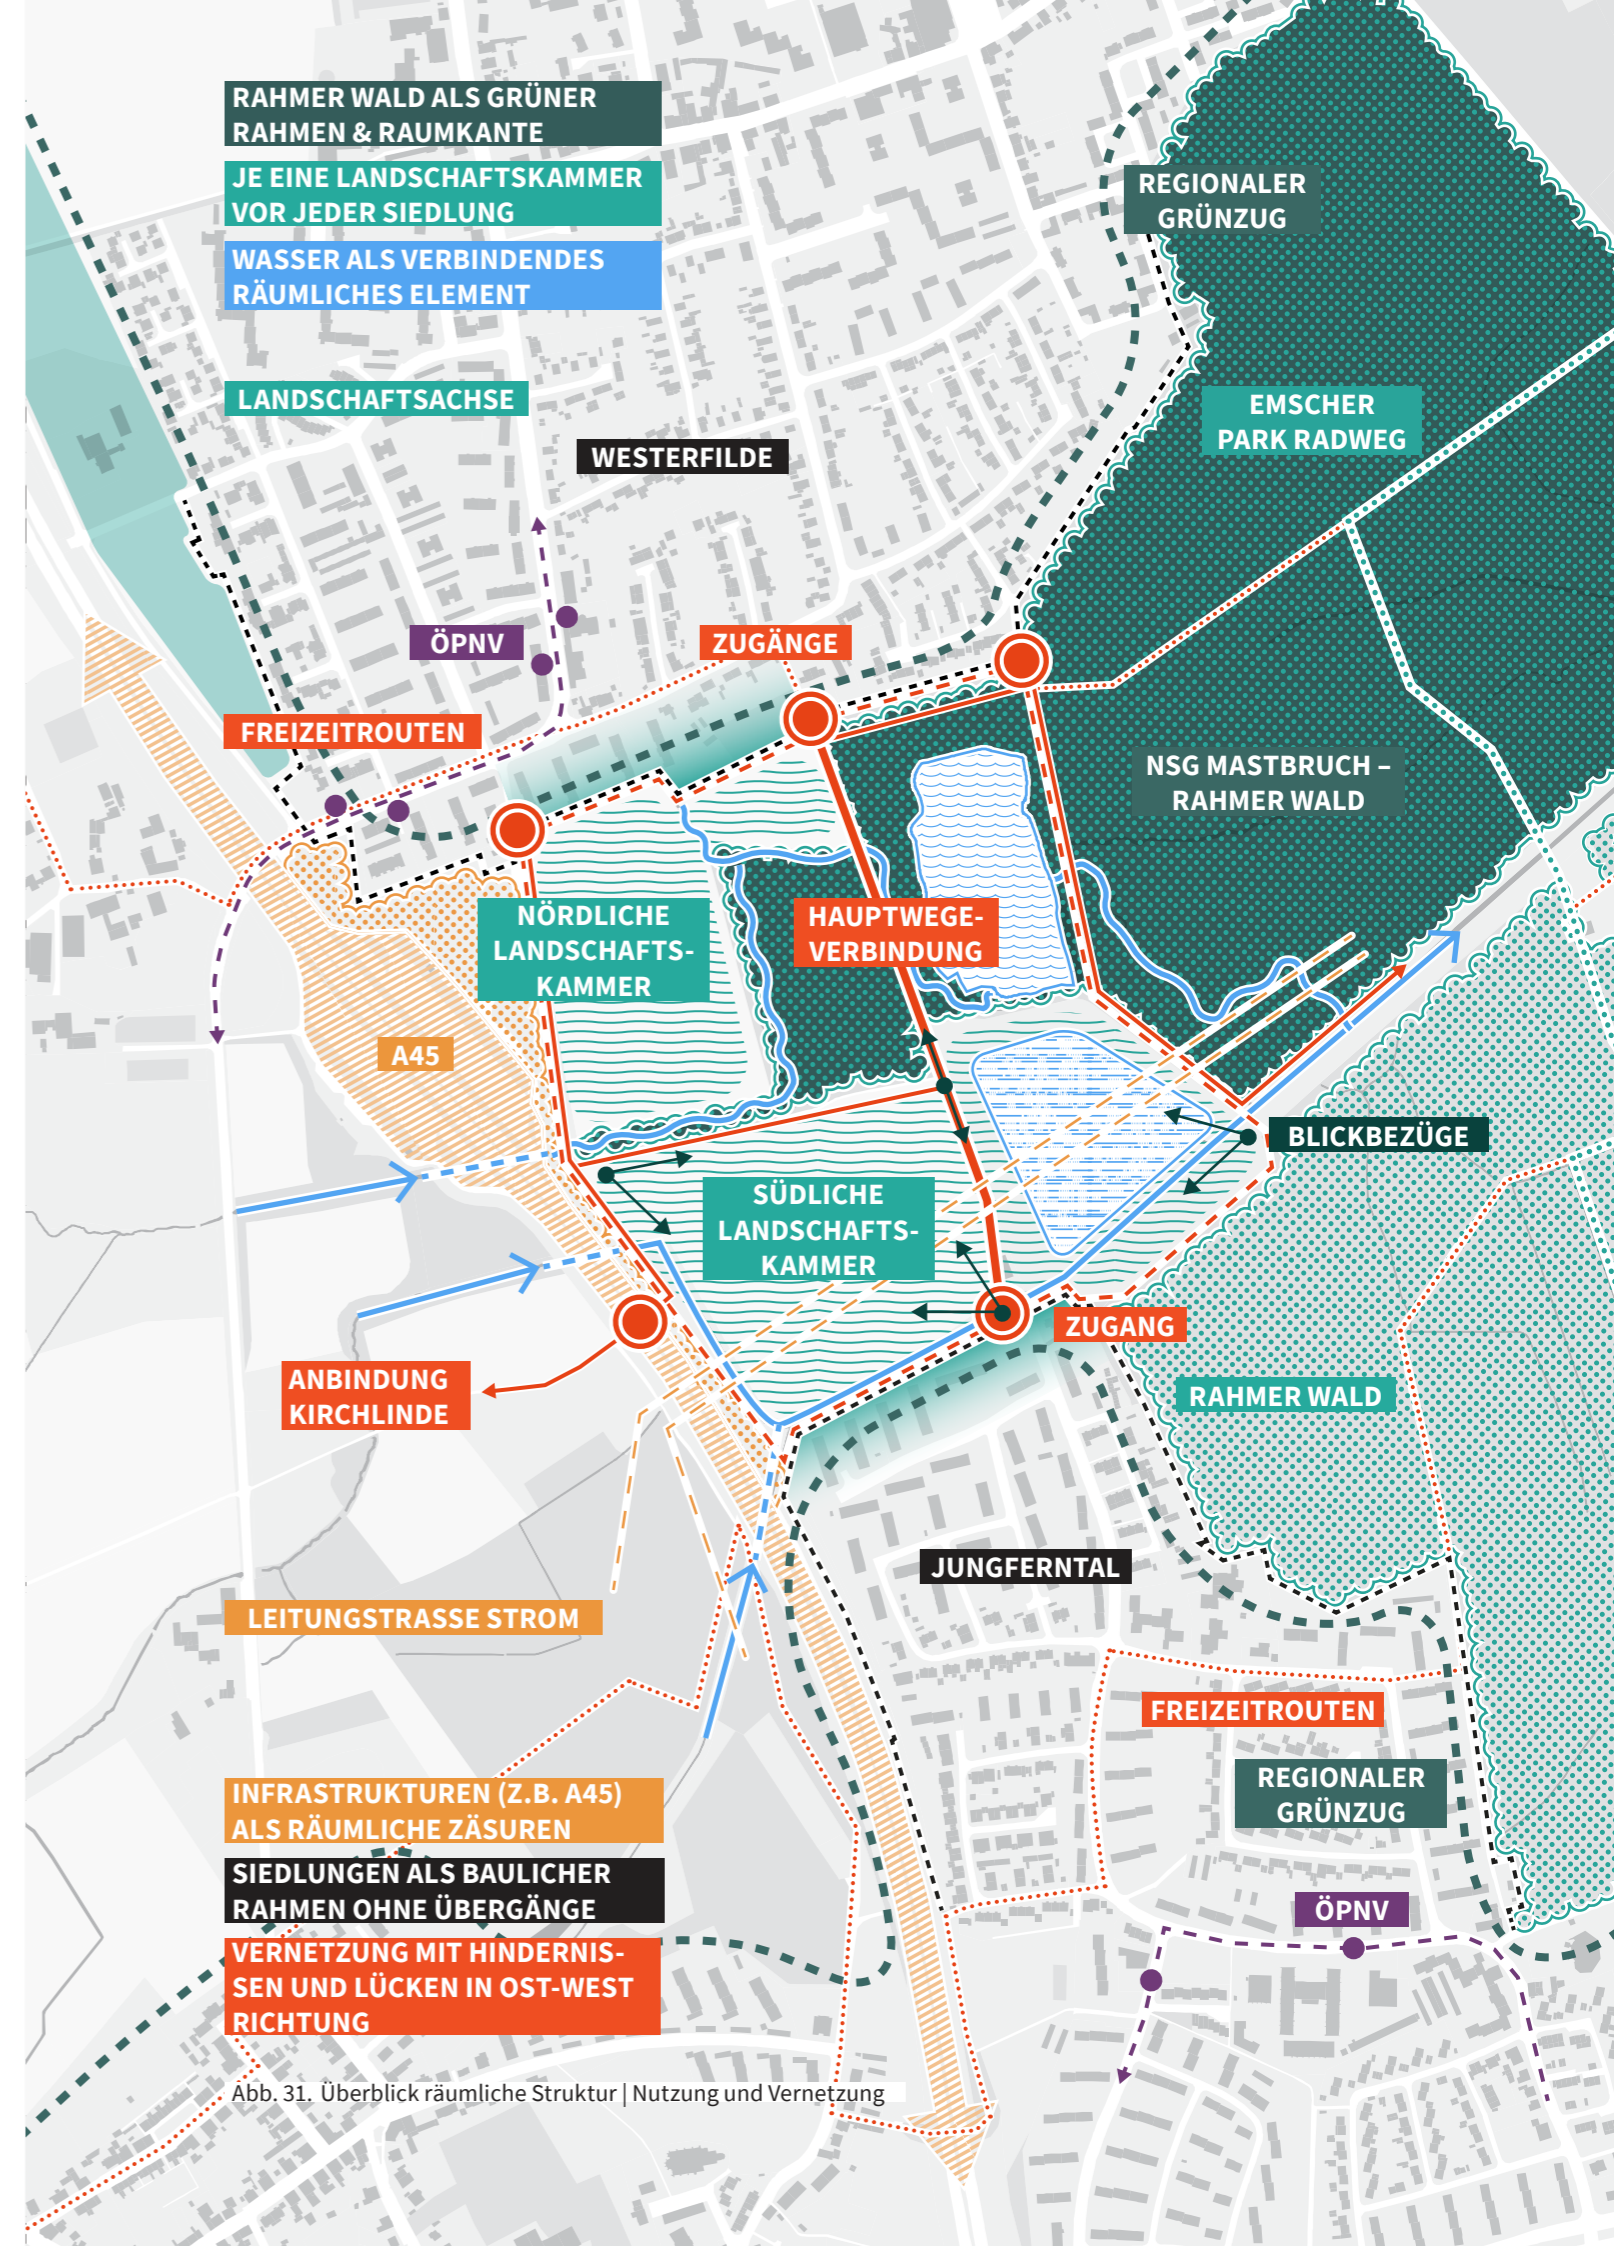 RAHMER WALD ALS GRÜNER
RAHMEN & RAUMKANTE
JE EINE LANDSCHAFTSKAMMER
VOR JEDER SIEDLUNG
WASSER ALS VERBINDENDES
RÄUMLICHES ELEMENT
REGIONALER
GRÜNZUG
LANDSCHAFTSACHSE
EMSCHER
PARK RADWEG
WESTERFILDE
ÖPNV
ZUGÄNGE
FREIZEITROUTEN
NSG MASTBRUCH –
RAHMER WALD
NÖRDLICHE
LANDSCHAFTS-
KAMMER
HAUPTWEGE-
VERBINDUNG
A45
BLICKBEZÜGE
SÜDLICHE
LANDSCHAFTS-
KAMMER
ZUGANG
ANBINDUNG
KIRCHLINDE
RAHMER WALD
JUNGFERNTAL
LEITUNGSTRASSE STROM
FREIZEITROUTEN
REGIONALER
GRÜNZUG
INFRASTRUKTUREN (Z.B. A45)
ALS RÄUMLICHE ZÄSUREN
SIEDLUNGEN ALS BAULICHER
RAHMEN OHNE ÜBERGÄNGE
ÖPNV
VERNETZUNG MIT HINDERNIS-
SEN UND LÜCKEN IN OST-WEST
RICHTUNG
Abb. 31. Überblick räumliche Struktur | Nutzung und Vernetzung